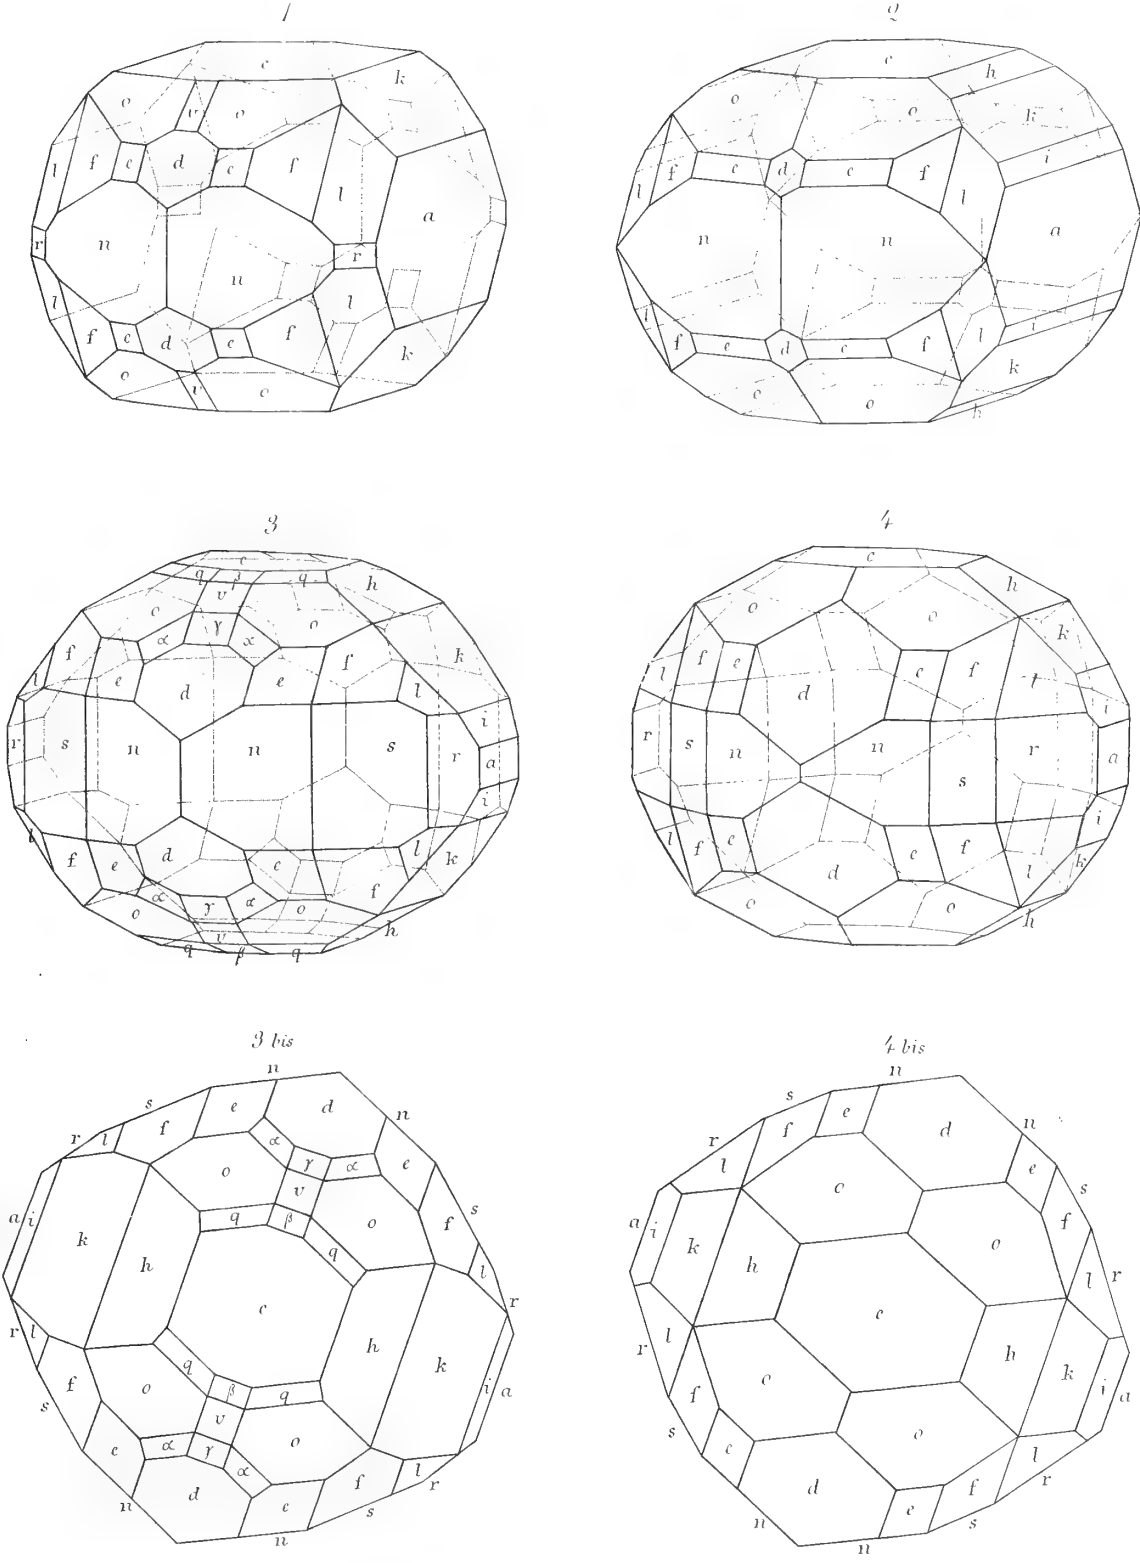 1 2
c
k
o v o
f e d e f
l l
a
n r
r n
l l
f e d e f
k
o v o
c
h
o o k
i
f e d e f
l l
n n a
l l i
f e d e f
k
o o h
3 4
c
q β q h
v
o γ o
α α
f f k
l e d e l
i
r s n n s r a
i
l l
f e d e f k
α γ α
o o
h
v
q β q
c
h
o o
k
f e e f l
l d i
r s n n r a
s
i
l f e e f l k
d
o o h
3 bis 4 bis
n
s e d n
r l f α γ α e
o v o s
a i q β q f
k h l r
c
r l h k
f q β q i a
s o v o
e α γ α f l r
n d e s
n
n
s e d n
r f e
l o s
a i k o f
h l r
c
r l h k i a
f o
s o
e d e f l r
n s
n